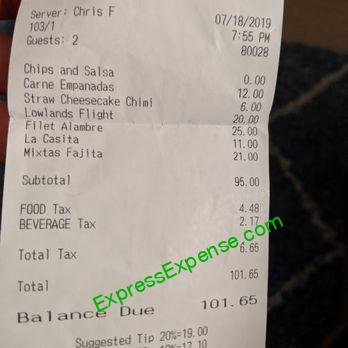 Server: Chris F
07/18/2019
103/1
7:55 PM
Guests: 2
80028
Chips and Salsa 0.00
Carne Empanadas 12.00
Straw Cheesecake Chimi 6.00
Lowlands Flight 20.00
Filet Alambre 25.00
La Casita 11.00
Mixtas Fajita 21.00
Subtotal 95.00
FOOD Tax 4.48
BEVERAGE Tax 2.17
Total Tax 6.65
Total 101.65
ExpressExpense.com
Balance Due 101.65
Suggested Tip 20%=19.00